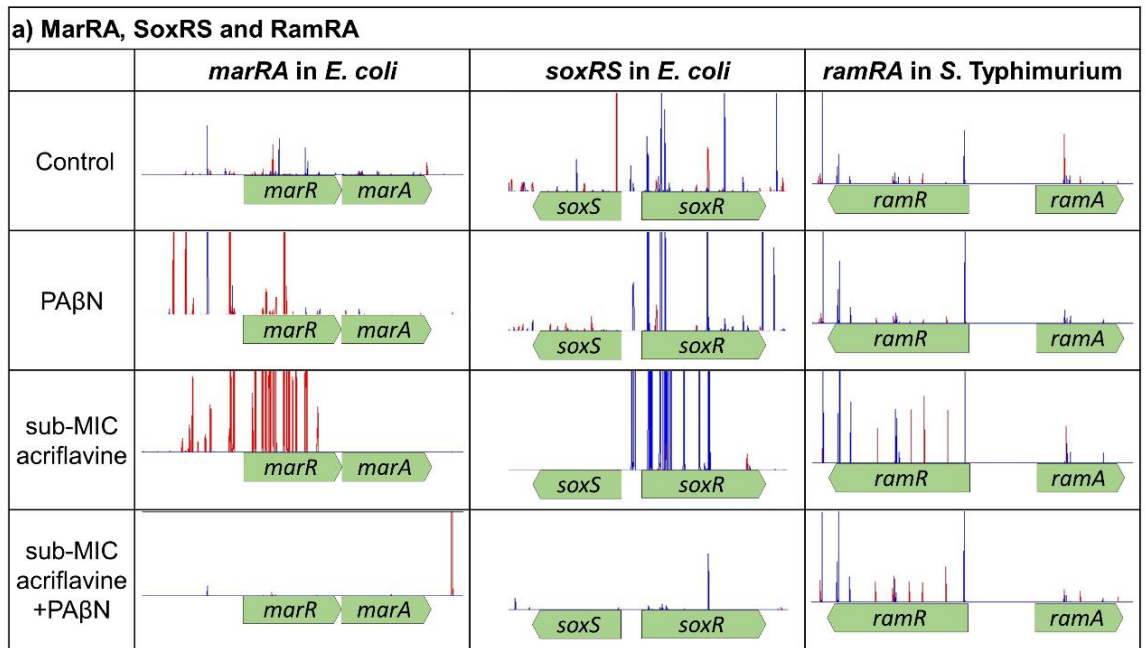 a) MarRA, SoxRS and RamRA
marRA in E. coli
soxRS in E. coli
ramRA in S. Typhimurium
Control
marR
marA
soxS
soxR
ramR
ramA
PAβN
marR
marA
soxS
soxR
ramR
ramA
sub-MIC
acriflavine
marR
marA
soxS
soxR
ramR
ramA
sub-MIC
acriflavine
+PAβN
marR
marA
soxS
soxR
ramR
ramA